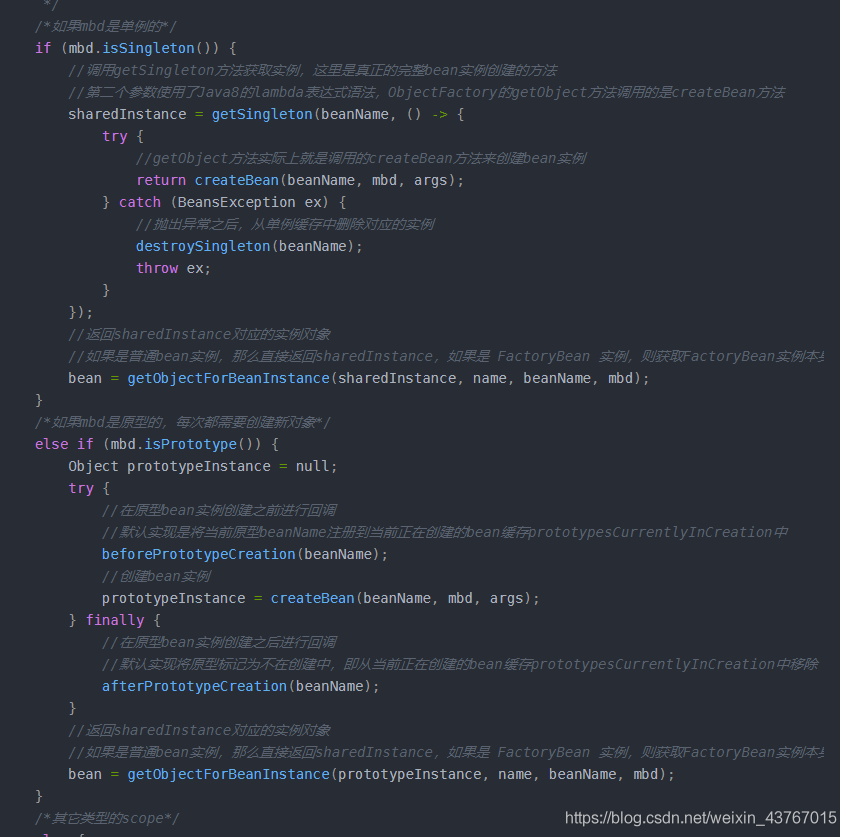 */
/*如果mbd是单例的*/
if (mbd.isSingleton()) {
//调用getSingleton方法获取实例，这里是真正的完整bean实例创建的方法
//第二个参数使用了Java8的lambda表达式语法，ObjectFactory的getObject方法调用的是createBean方法
sharedInstance = getSingleton(beanName, () -> {
try {
//getObject方法实际上就是调用的createBean方法来创建bean实例
return createBean(beanName, mbd, args);
} catch (BeansException ex) {
//抛出异常之后，从单例缓存中删除对应的实例
destroySingleton(beanName);
throw ex;
}
});
//返回sharedInstance对应的实例对象
//如果是普通bean实例，那么直接返回sharedInstance，如果是 FactoryBean 实例，则获取FactoryBean实例本
bean = getObjectForBeanInstance(sharedInstance, name, beanName, mbd);
}
/*如果mbd是原型的，每次都需要创建新对象*/
else if (mbd.isPrototype()) {
Object prototypeInstance = null;
try {
//在原型bean实例创建之前进行回调
//默认实现是将当前原型beanName注册到当前正在创建的bean缓存prototypesCurrentlyInCreation中
beforePrototypeCreation(beanName);
//创建bean实例
prototypeInstance = createBean(beanName, mbd, args);
} finally {
//在原型bean实例创建之后进行回调
//默认实现将原型标记为不在创建中，即从当前正在创建的bean缓存prototypesCurrentlyInCreation中移除
afterPrototypeCreation(beanName);
}
//返回sharedInstance对应的实例对象
//如果是普通bean实例，那么直接返回sharedInstance，如果是 FactoryBean 实例，则获取FactoryBean实例本
bean = getObjectForBeanInstance(prototypeInstance, name, beanName, mbd);
}
/*其它类型的scope*/
https://blog.csdn.net/weixin_43767015